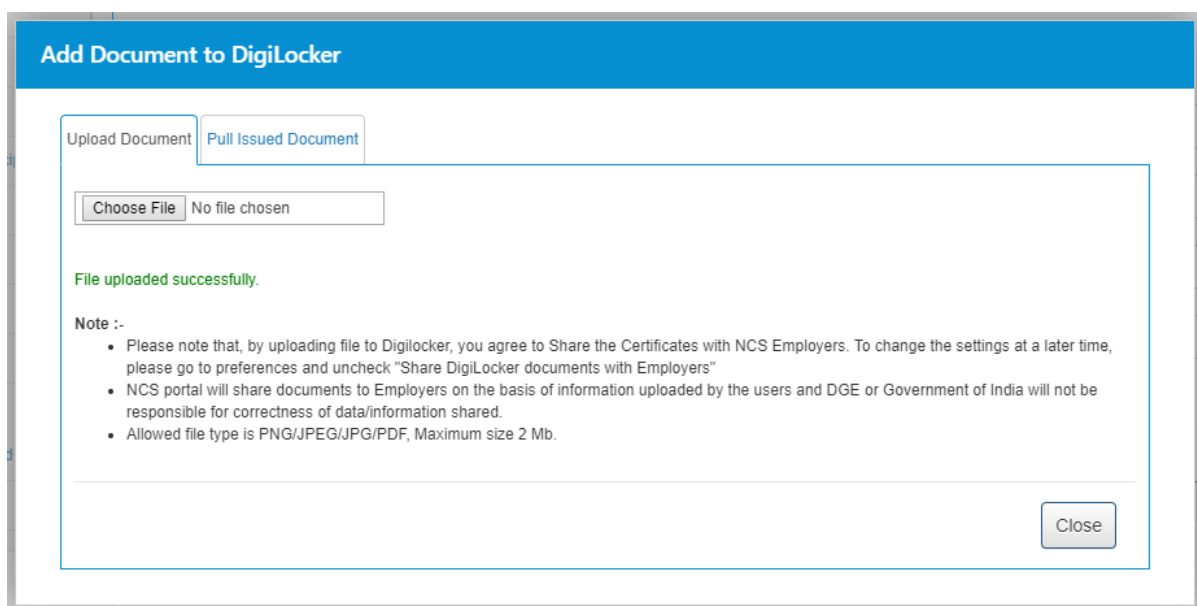 Add Document to DigiLocker
Upload Document
Pull Issued Document
Choose File No file chosen
File uploaded successfully.
Note :-
• Please note that, by uploading file to Digilocker, you agree to Share the Certificates with NCS Employers. To change the settings at a later time,
please go to preferences and uncheck "Share DigiLocker documents with Employers"
• NCS portal will share documents to Employers on the basis of information uploaded by the users and DGE or Government of India will not be
responsible for correctness of data/information shared.
• Allowed file type is PNG/JPEG/JPG/PDF, Maximum size 2 Mb.
Close